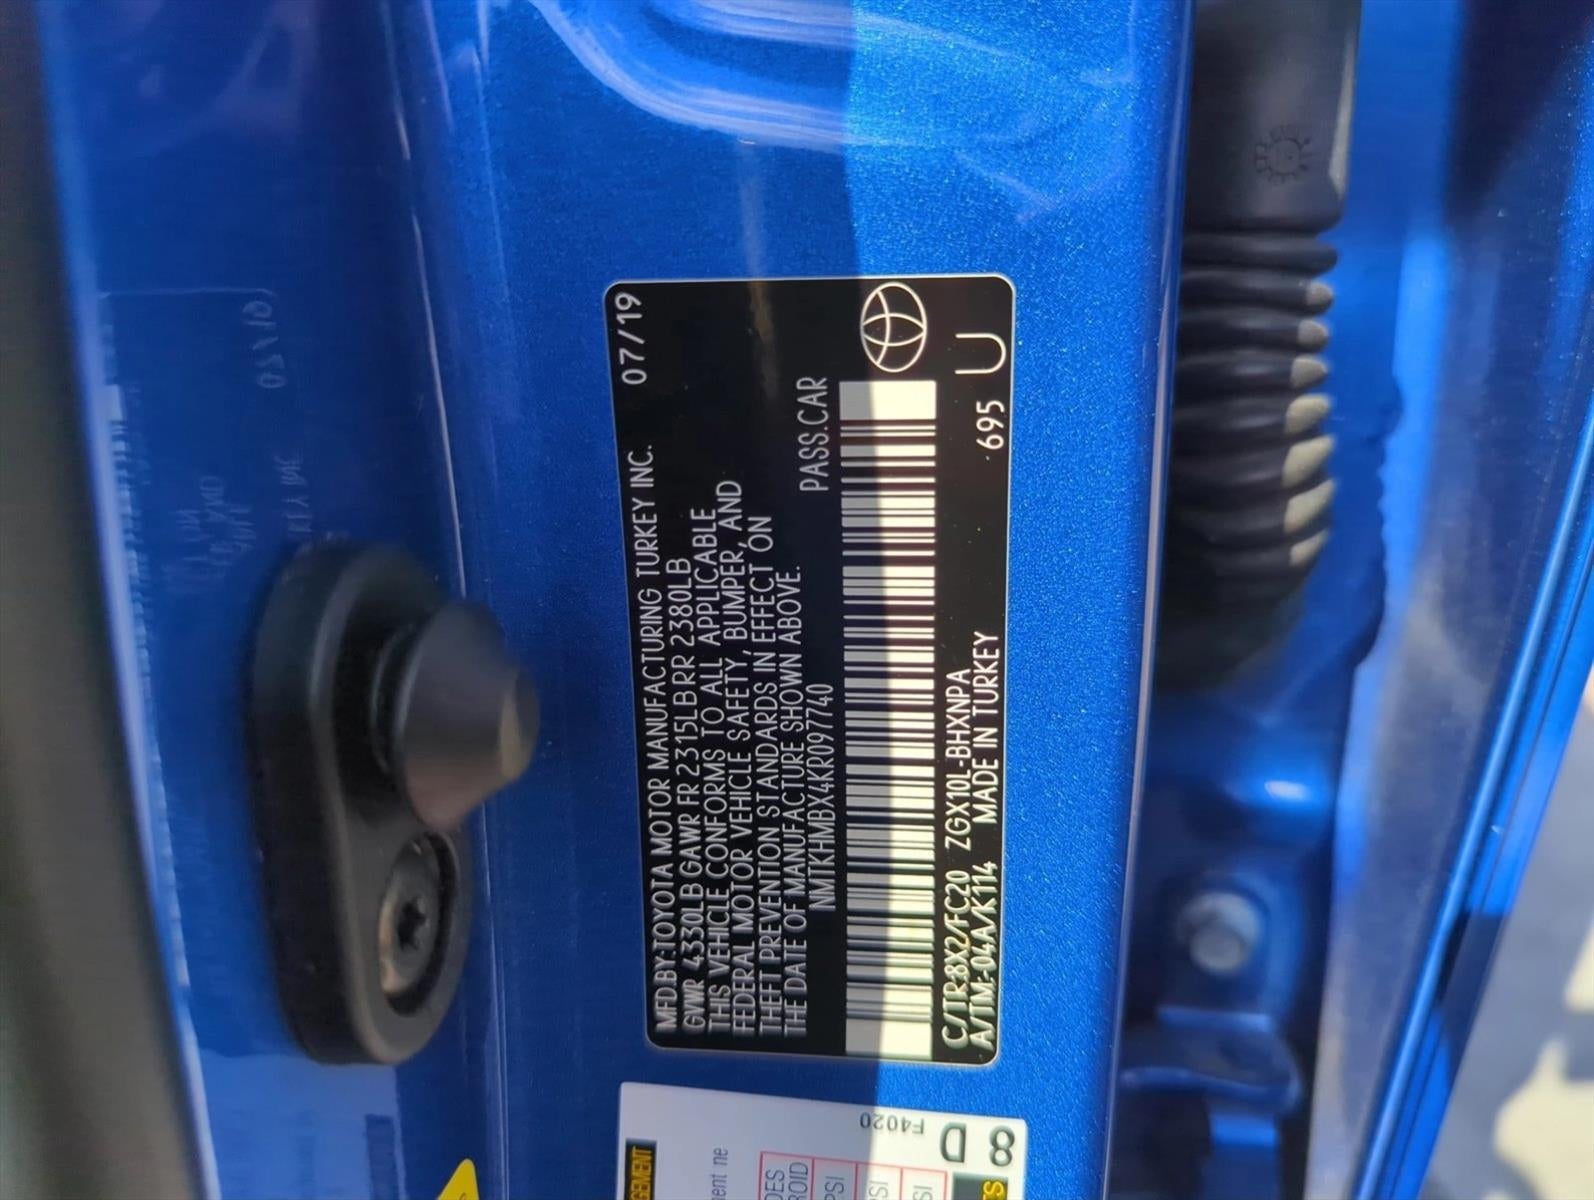 MFD.BY:TOYOTA MOTOR MANUFACTURING TURKEY INC. 07/19
GVWR 4330LB GAWR FR 2315LB RR 2380LB
THIS VEHICLE CONFORMS TO ALL APPLICABLE
FEDERAL MOTOR VEHICLE SAFETY, BUMPER, AND
THEFT PREVENTION STANDARDS IN EFFECT ON
THE DATE OF MANUFACTURE SHOWN ABOVE.
NMTKHMBX4KR097740 PASS.CAR
C/TR:8X2/FC20 ZGX10L-BHXNPA
A/TM:-04A/K114 MADE IN TURKEY 695 U
8
D
F4020